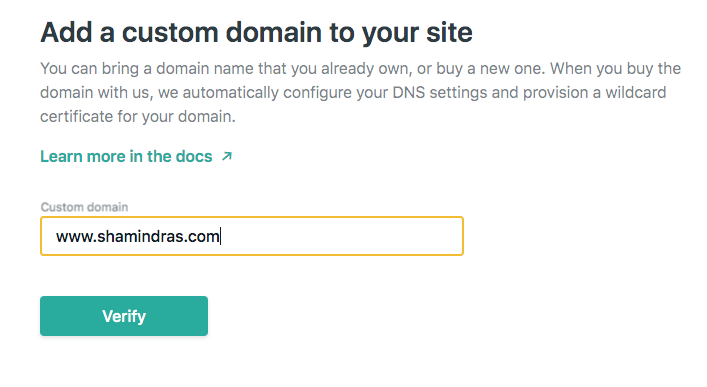 Add a custom domain to your site
You can bring a domain name that you already own, or buy a new one. When you buy the
domain with us, we automatically configure your DNS settings and provision a wildcard
certificate for your domain.
Learn more in the docs ↗
Custom domain
www.shamindras.com
Verify